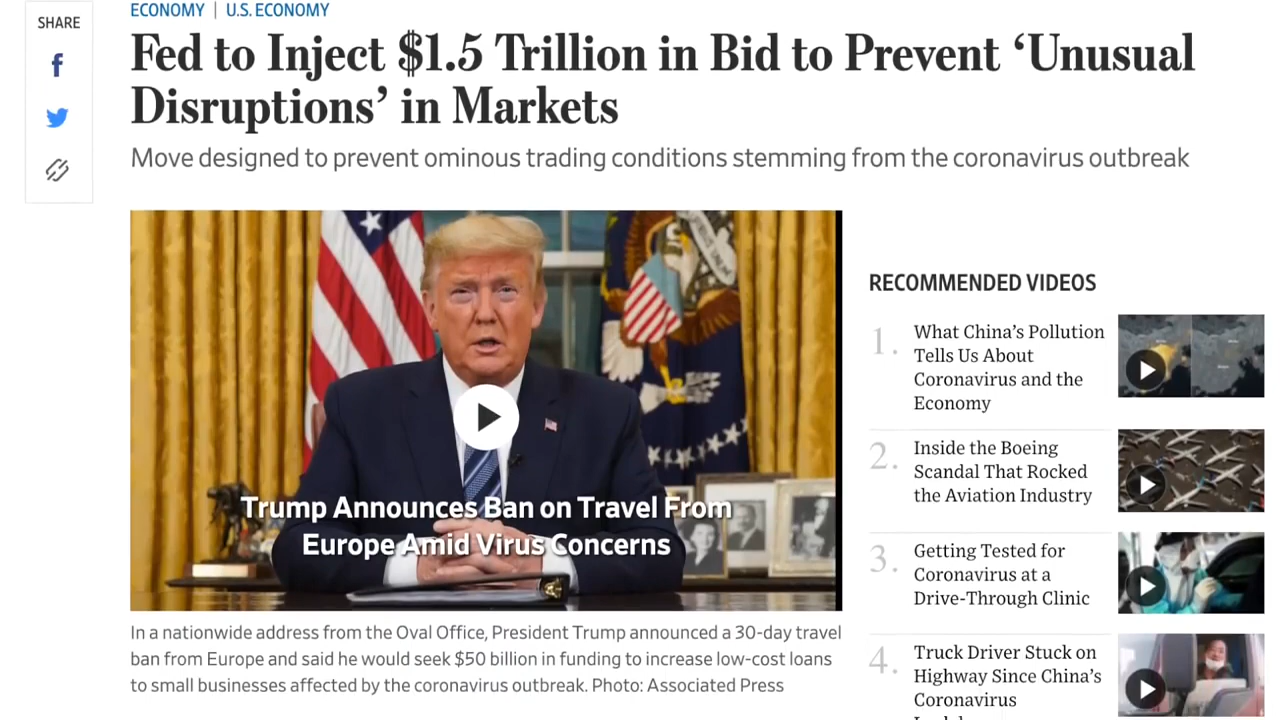 SHARE
ECONOMY | U.S. ECONOMY
Fed to Inject $1.5 Trillion in Bid to Prevent ‘Unusual
Disruptions’ in Markets
Move designed to prevent ominous trading conditions stemming from the coronavirus outbreak
Trump Announces Ban on Travel From
Europe Amid Virus Concerns
In a nationwide address from the Oval Office, President Trump announced a 30-day travel
ban from Europe and said he would seek $50 billion in funding to increase low-cost loans
to small businesses affected by the coronavirus outbreak. Photo: Associated Press
RECOMMENDED VIDEOS
1. What China’s Pollution
Tells Us About
Coronavirus and the
Economy
2. Inside the Boeing
Scandal That Rocked
the Aviation Industry
3. Getting Tested for
Coronavirus at a
Drive-Through Clinic
4. Truck Driver Stuck on
Highway Since China’s
Coronavirus